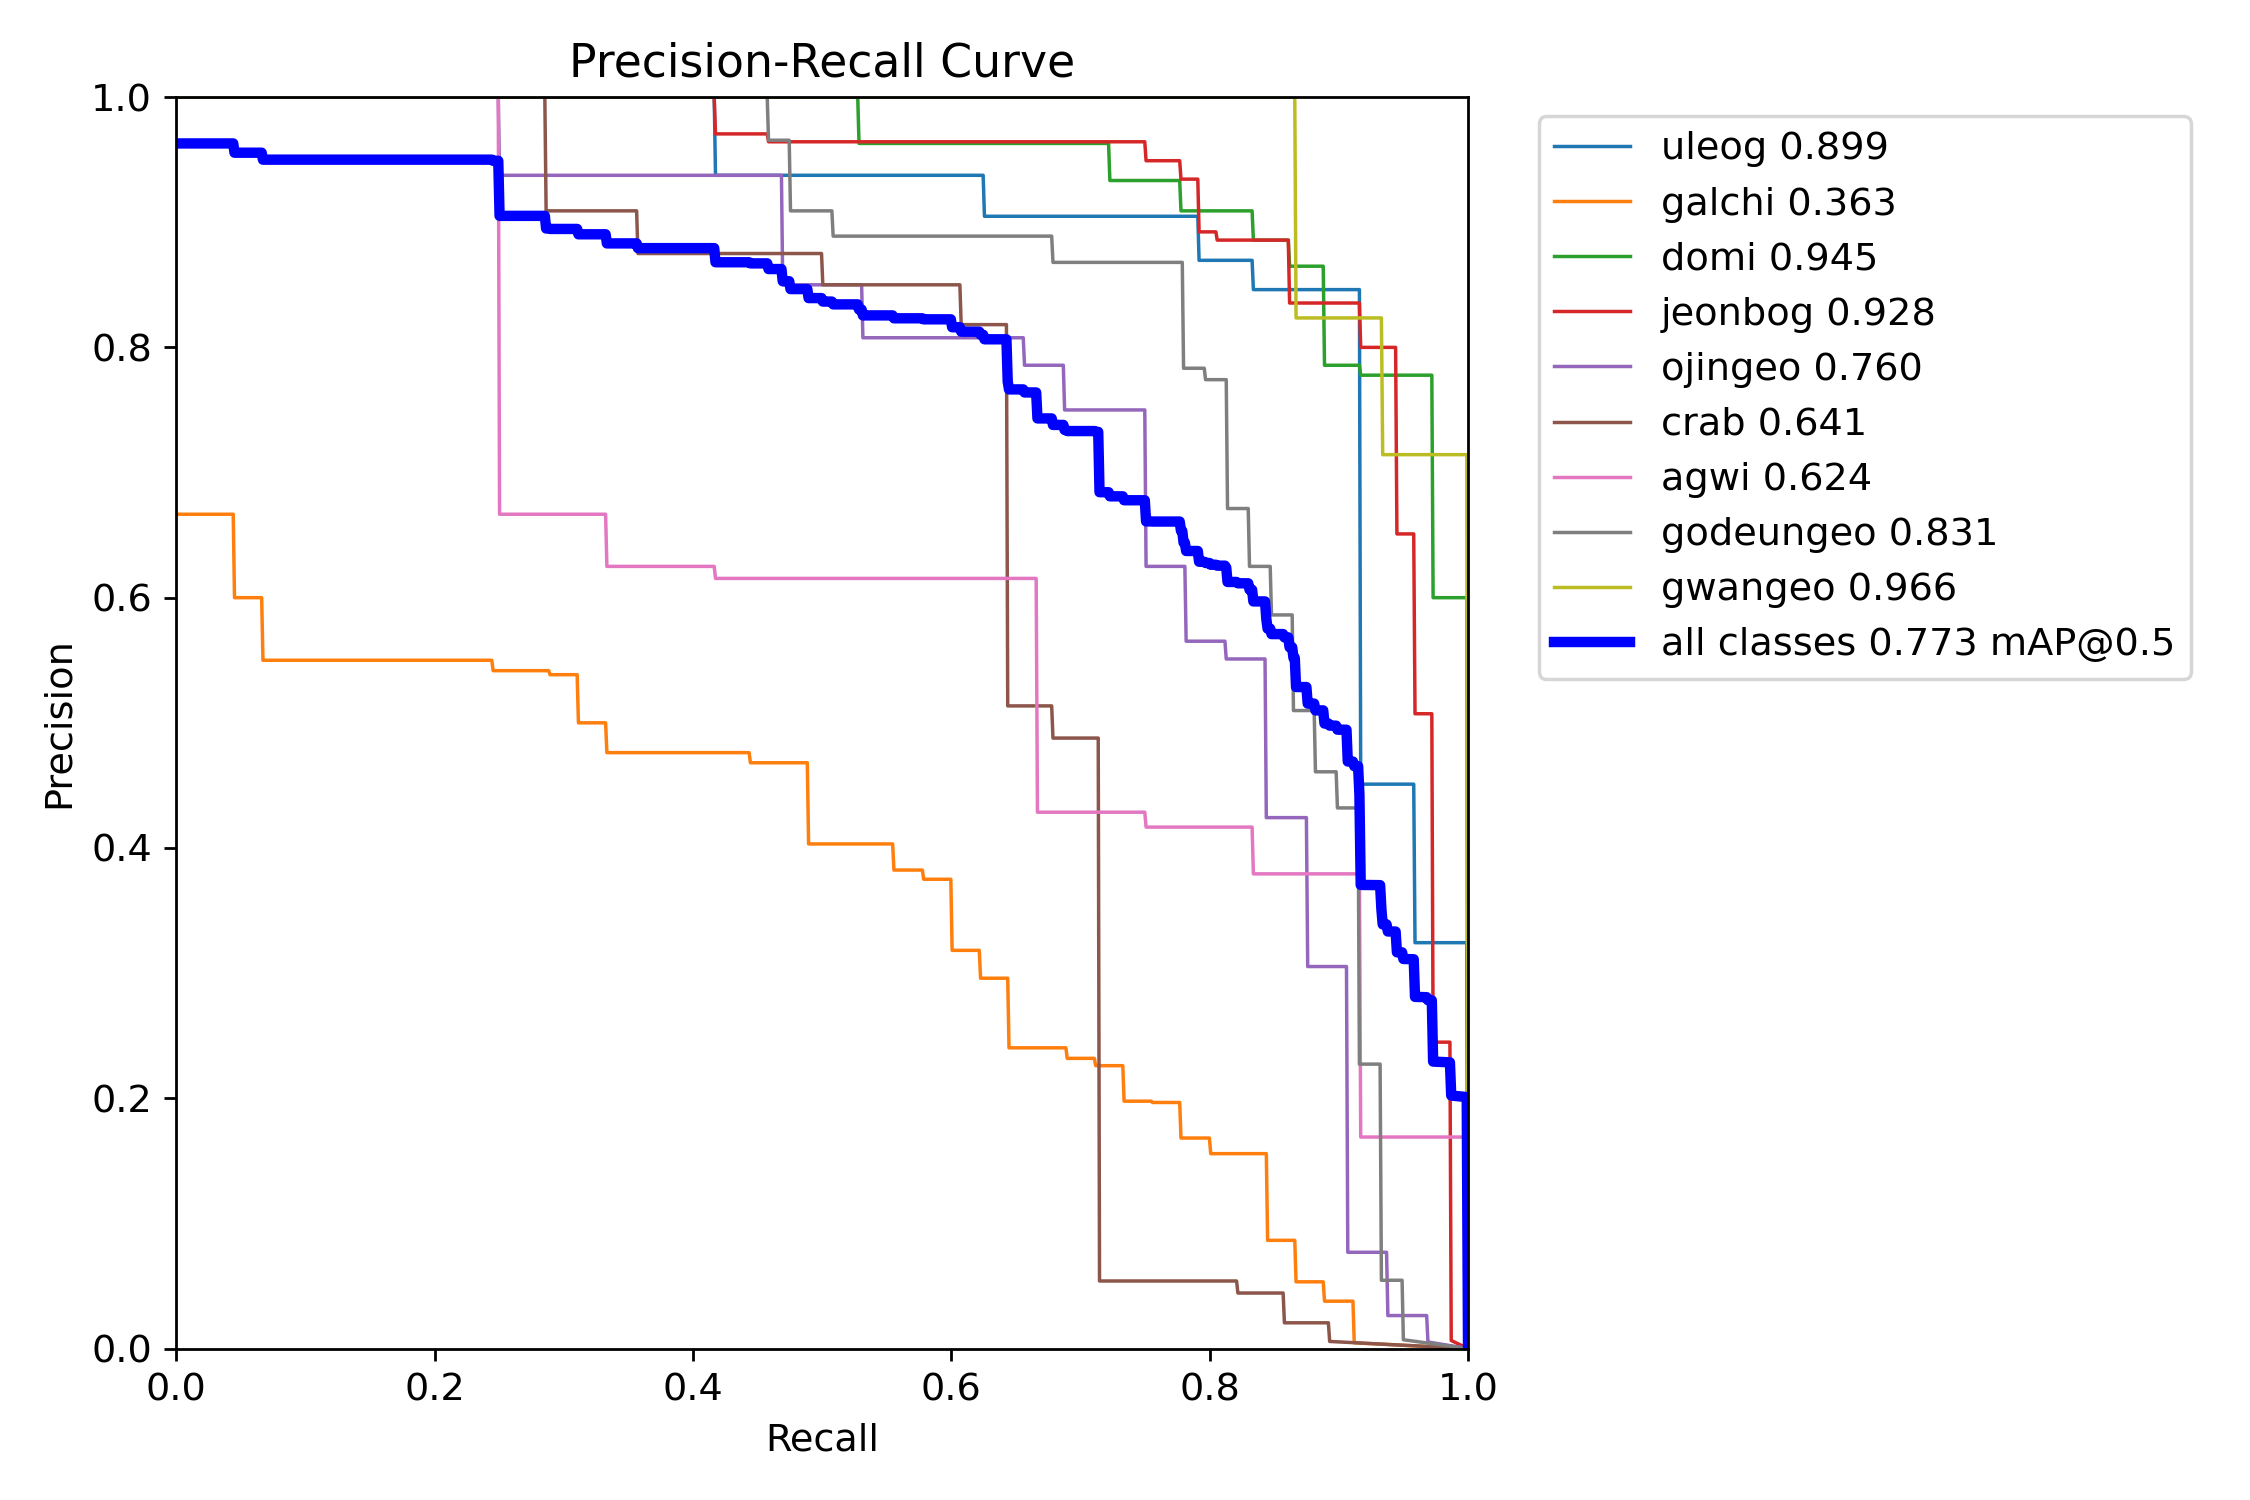 Precision-Recall Curve
1.0
0.8
0.6
0.4
0.2
0.0
Precision
0.0 0.2 0.4 0.6 0.8 1.0
Recall
uleog 0.899
galchi 0.363
domi 0.945
jeonbog 0.928
ojingeo 0.760
crab 0.641
agwi 0.624
godeungeo 0.831
gwangeo 0.966
all classes 0.773 mAP@0.5